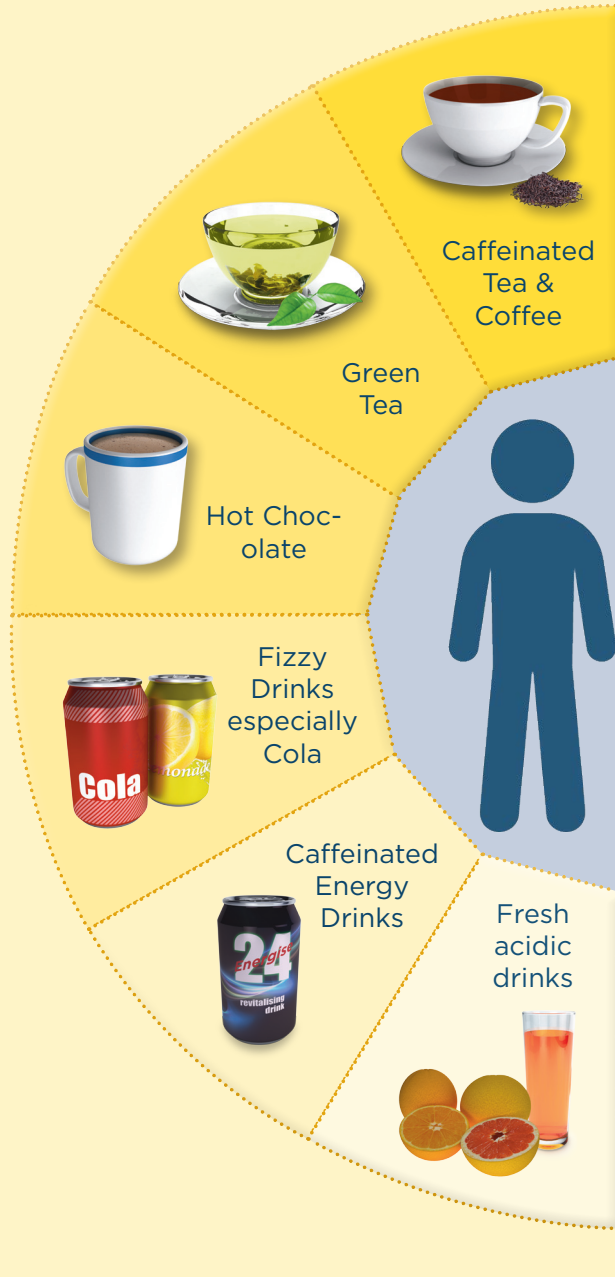 Caffeinated
Tea &
Coffee
Green
Tea
Hot Choc-
olate
Fizzy
Drinks
especially
Cola
Cola
Caffeinated
Energy
Drinks
24
Energise
revitalising
drink
Fresh
acidic
drinks